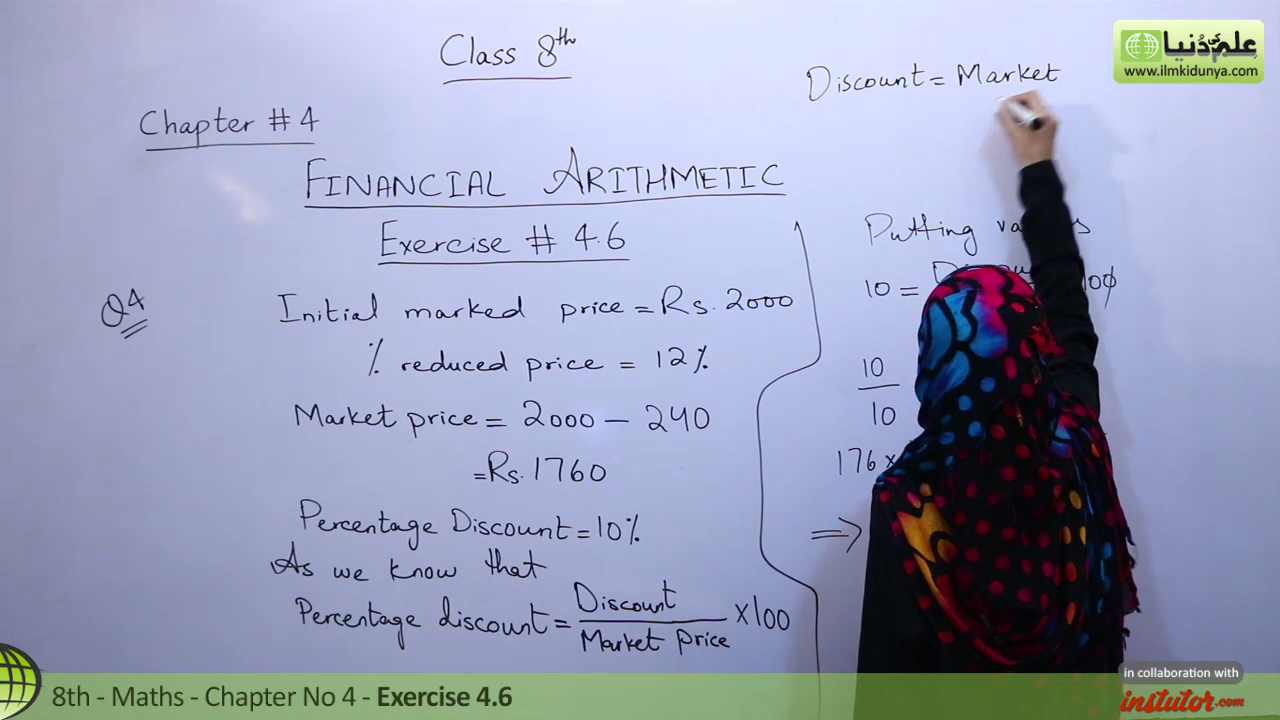 Class 8th
Chapter # 4
FINANCIAL ARITHMETIC
Exercise # 4.6
Q4
Initial marked price = Rs. 2000
% reduced price = 12%
Market price = 2000 - 240
= Rs. 1760
Percentage Discount = 10%
As we know that
Percentage discount = Discount / Market price × 100
Discount = Market
Putting
10 =
10
10
176 ×
⇒
علم کی دُنیا
www.ilmkidunya.com
8th - Maths - Chapter No 4 - Exercise 4.6
in collaboration with
instutor.com